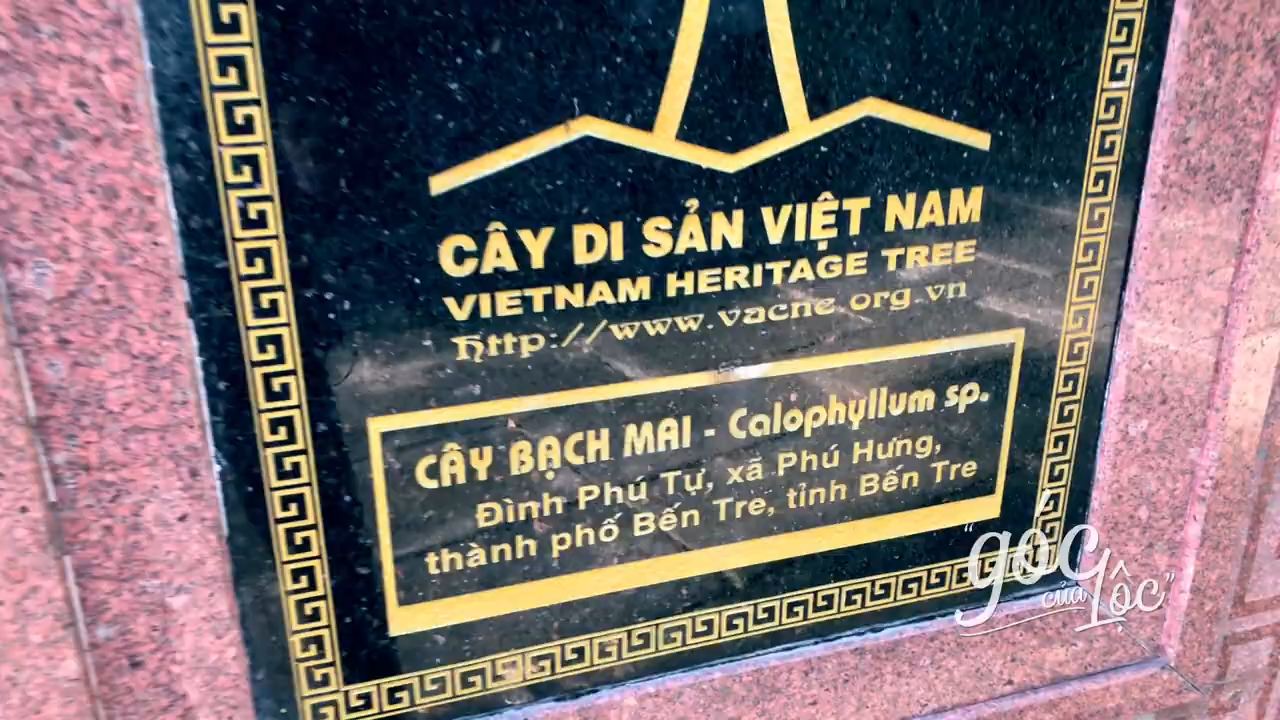 CÂY DI SẢN VIỆT NAM
VIETNAM HERITAGE TREE
Http://www.vacne.org.vn
CÂY BẠCH MAI - Calophyllum sp.
Đình Phú Tự, xã Phú Hưng,
thành phố Bến Tre, tỉnh Bến Tre
"góc
của Lộc"